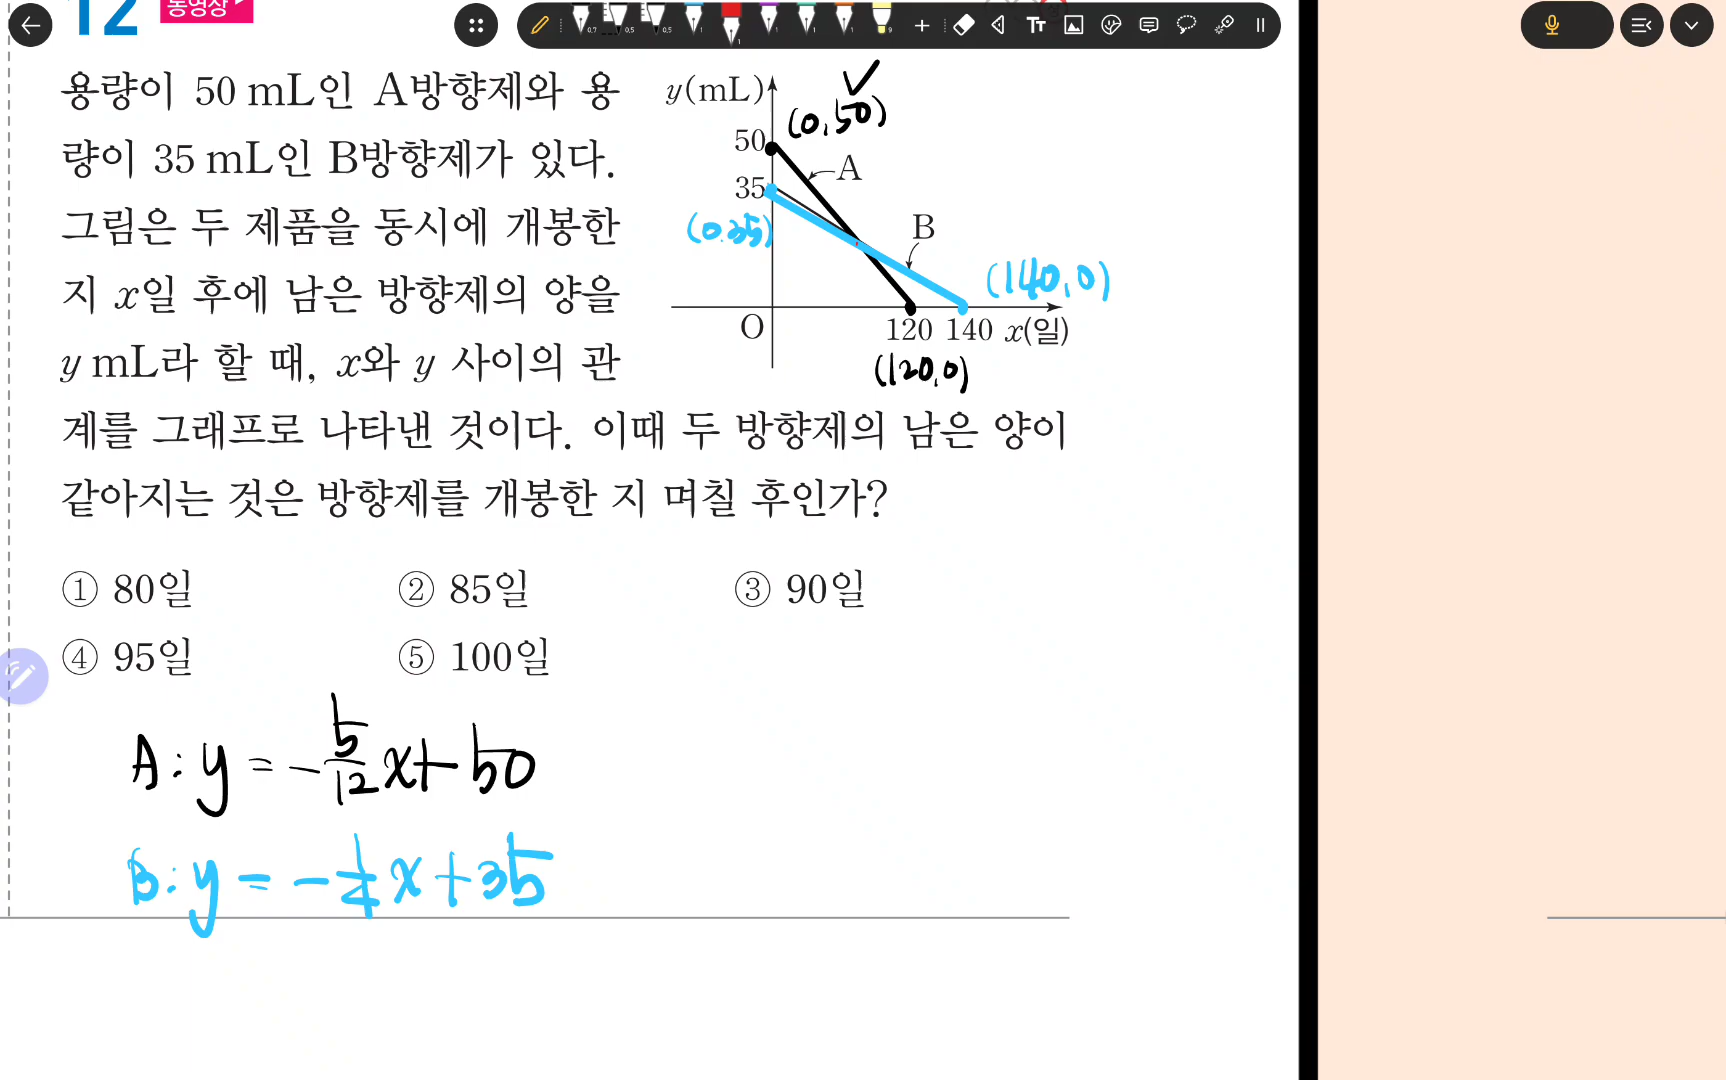 12 동영상
용량이 50 mL인 A방향제와 용
량이 35 mL인 B방향제가 있다.
그림은 두 제품을 동시에 개봉한
지 x일 후에 남은 방향제의 양을
y mL라 할 때, x와 y 사이의 관
계를 그래프로 나타낸 것이다. 이때 두 방향제의 남은 양이
같아지는 것은 방향제를 개봉한 지 며칠 후인가?
y(mL)
(0,50)
50
A
35
(0.35)
B
(140,0)
O
120 140 x(일)
(120,0)
① 80일 ② 85일 ③ 90일
④ 95일 ⑤ 100일
A: y = -5/12 x + 50
B: y = -1/4 x + 35